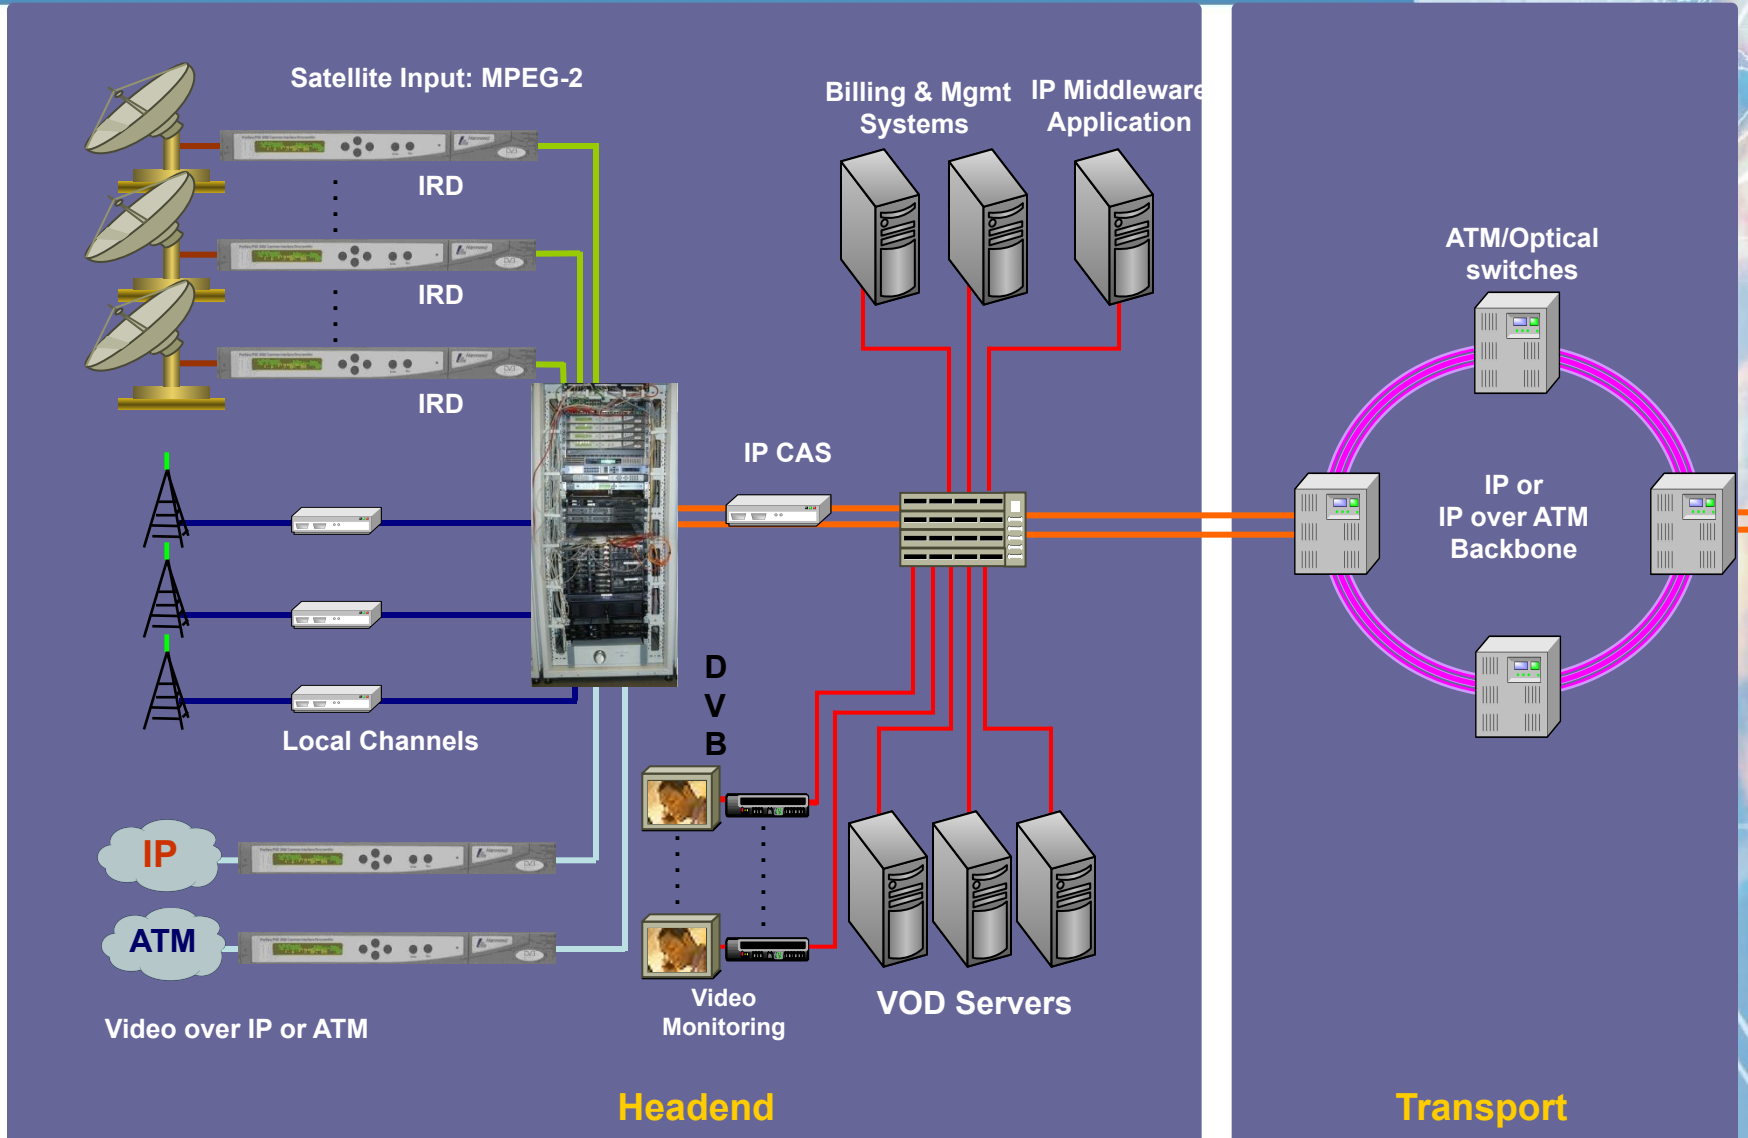 Satellite Input: MPEG-2
IRD
IRD
IRD
Billing & Mgmt
Systems
IP Middleware
Application
IP CAS
Local Channels
D
V
B
IP
ATM
Video over IP or ATM
Video
Monitoring
VOD Servers
Headend
ATM/Optical
switches
IP or
IP over ATM
Backbone
Transport